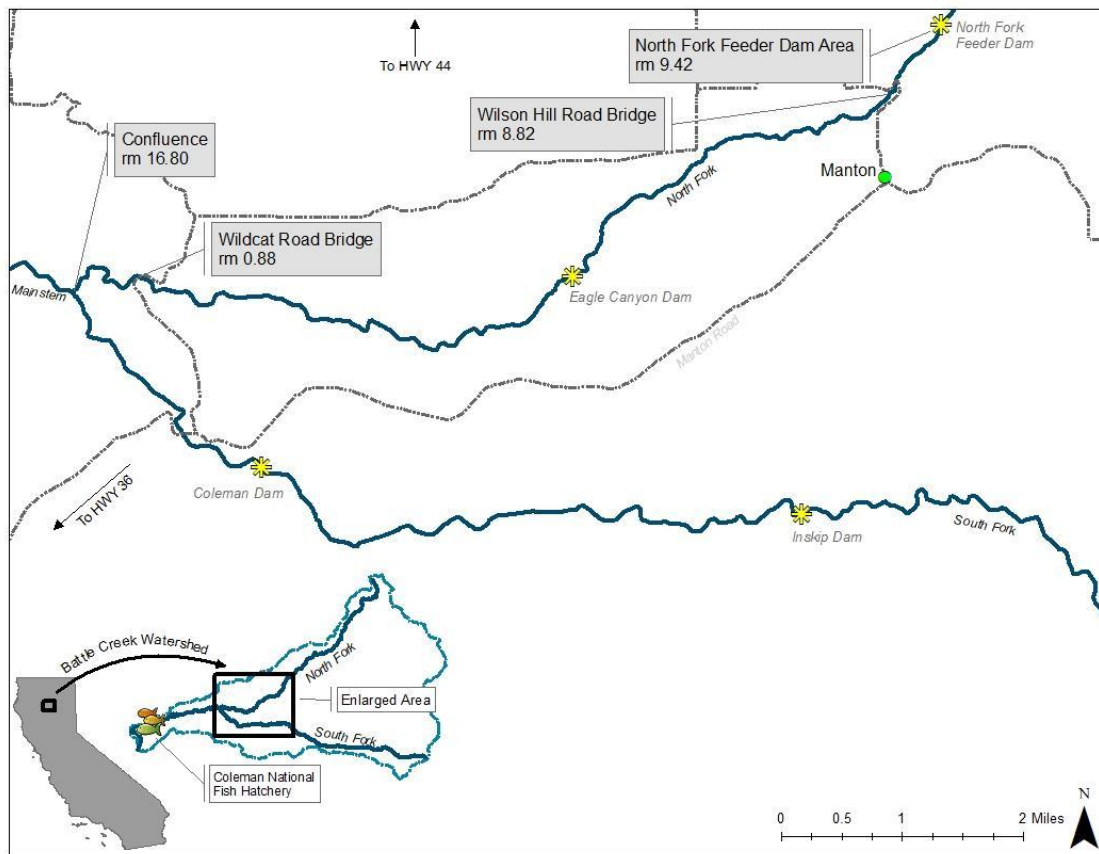 North Fork
Feeder Dam
North Fork Feeder Dam Area
rm 9.42
To HWY 44
Wilson Hill Road Bridge
rm 8.82
Confluence
rm 16.80
Manton
North Fork
Wildcat Road Bridge
rm 0.88
Mainstem
Eagle Canyon Dam
Manton Road
Coleman Dam
To HWY 36
Inskip Dam
South Fork
Battle Creek Watershed
North Fork
Enlarged Area
South Fork
Coleman National
Fish Hatchery
N
0 0.5 1 2 Miles